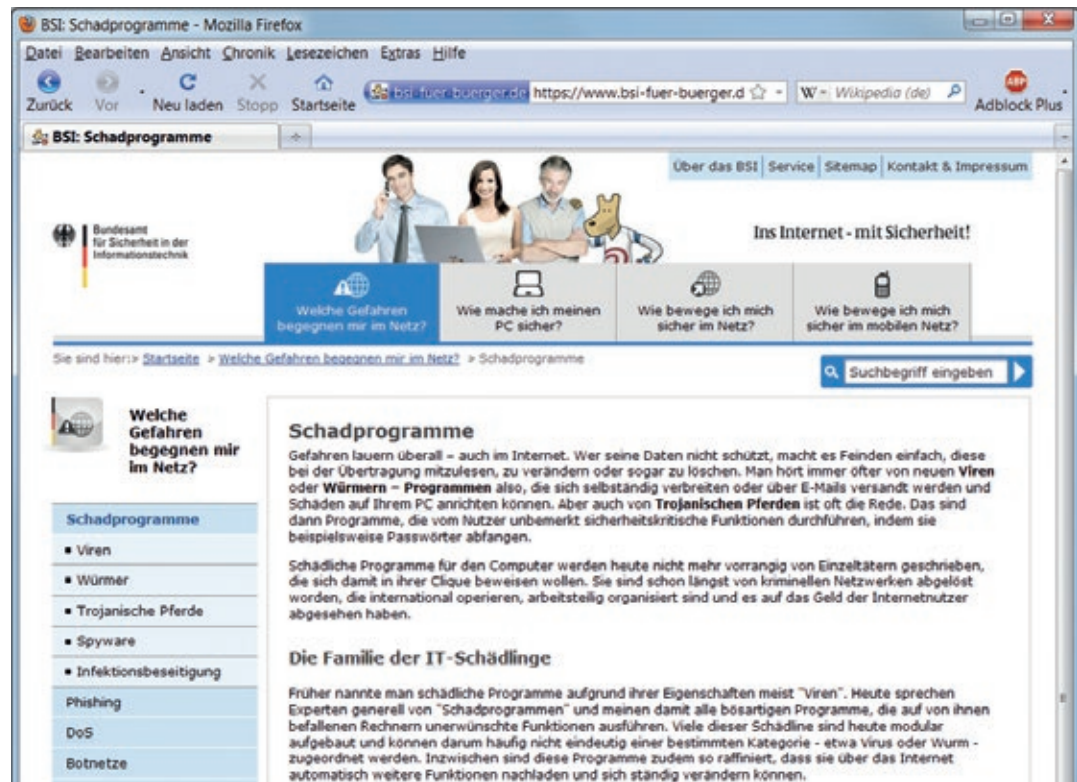 BSI: Schadprogramme - Mozilla Firefox
Datei Bearbeiten Ansicht Chronik Lesezeichen Extras Hilfe
Zurück Vor Neu laden Stopp Startseite bsi-fuer-buerger.de https://www.bsi-fuer-buerger.d W Wikipedia (de) ABP Adblock Plus
BSI: Schadprogramme
Über das BSI Service Sitemap Kontakt & Impressum
Bundesamt
für Sicherheit in der
Informationstechnik
Ins Internet - mit Sicherheit!
Welche Gefahren
begegnen mir im Netz?
Wie mache ich meinen
PC sicher?
Wie bewege ich mich
sicher im Netz?
Wie bewege ich mich
sicher im mobilen Netz?
Sie sind hier:> Startseite > Welche Gefahren begegnen mir im Netz? > Schadprogramme
Suchbegriff eingeben
Welche
Gefahren
begegnen mir
im Netz?
Schadprogramme
▪ Viren
▪ Würmer
▪ Trojanische Pferde
▪ Spyware
▪ Infektionsbeseitigung
Phishing
DoS
Botnetze
Schadprogramme
Gefahren lauern überall – auch im Internet. Wer seine Daten nicht schützt, macht es Feinden einfach, diese
bei der Übertragung mitzulesen, zu verändern oder sogar zu löschen. Man hört immer öfter von neuen Viren
oder Würmern – Programmen also, die sich selbständig verbreiten oder über E-Mails versandt werden und
Schäden auf Ihrem PC anrichten können. Aber auch von Trojanischen Pferden ist oft die Rede. Das sind
dann Programme, die vom Nutzer unbemerkt sicherheitskritische Funktionen durchführen, indem sie
beispielsweise Passwörter abfangen.
Schädliche Programme für den Computer werden heute nicht mehr vorrangig von Einzeltätern geschrieben,
die sich damit in ihrer Clique beweisen wollen. Sie sind schon längst von kriminellen Netzwerken abgelöst
worden, die international operieren, arbeitsteilig organisiert sind und es auf das Geld der Internetnutzer
abgesehen haben.
Die Familie der IT-Schädlinge
Früher nannte man schädliche Programme aufgrund ihrer Eigenschaften meist "Viren". Heute sprechen
Experten generell von "Schadprogrammen" und meinen damit alle bösartigen Programme, die auf von ihnen
befallenen Rechnern unerwünschte Funktionen ausführen. Viele dieser Schädline sind heute modular
aufgebaut und können darum häufig nicht eindeutig einer bestimmten Kategorie - etwa Virus oder Wurm -
zugeordnet werden. Inzwischen sind diese Programme zudem so raffiniert, dass sie über das Internet
automatisch weitere Funktionen nachladen und sich ständig verändern können.